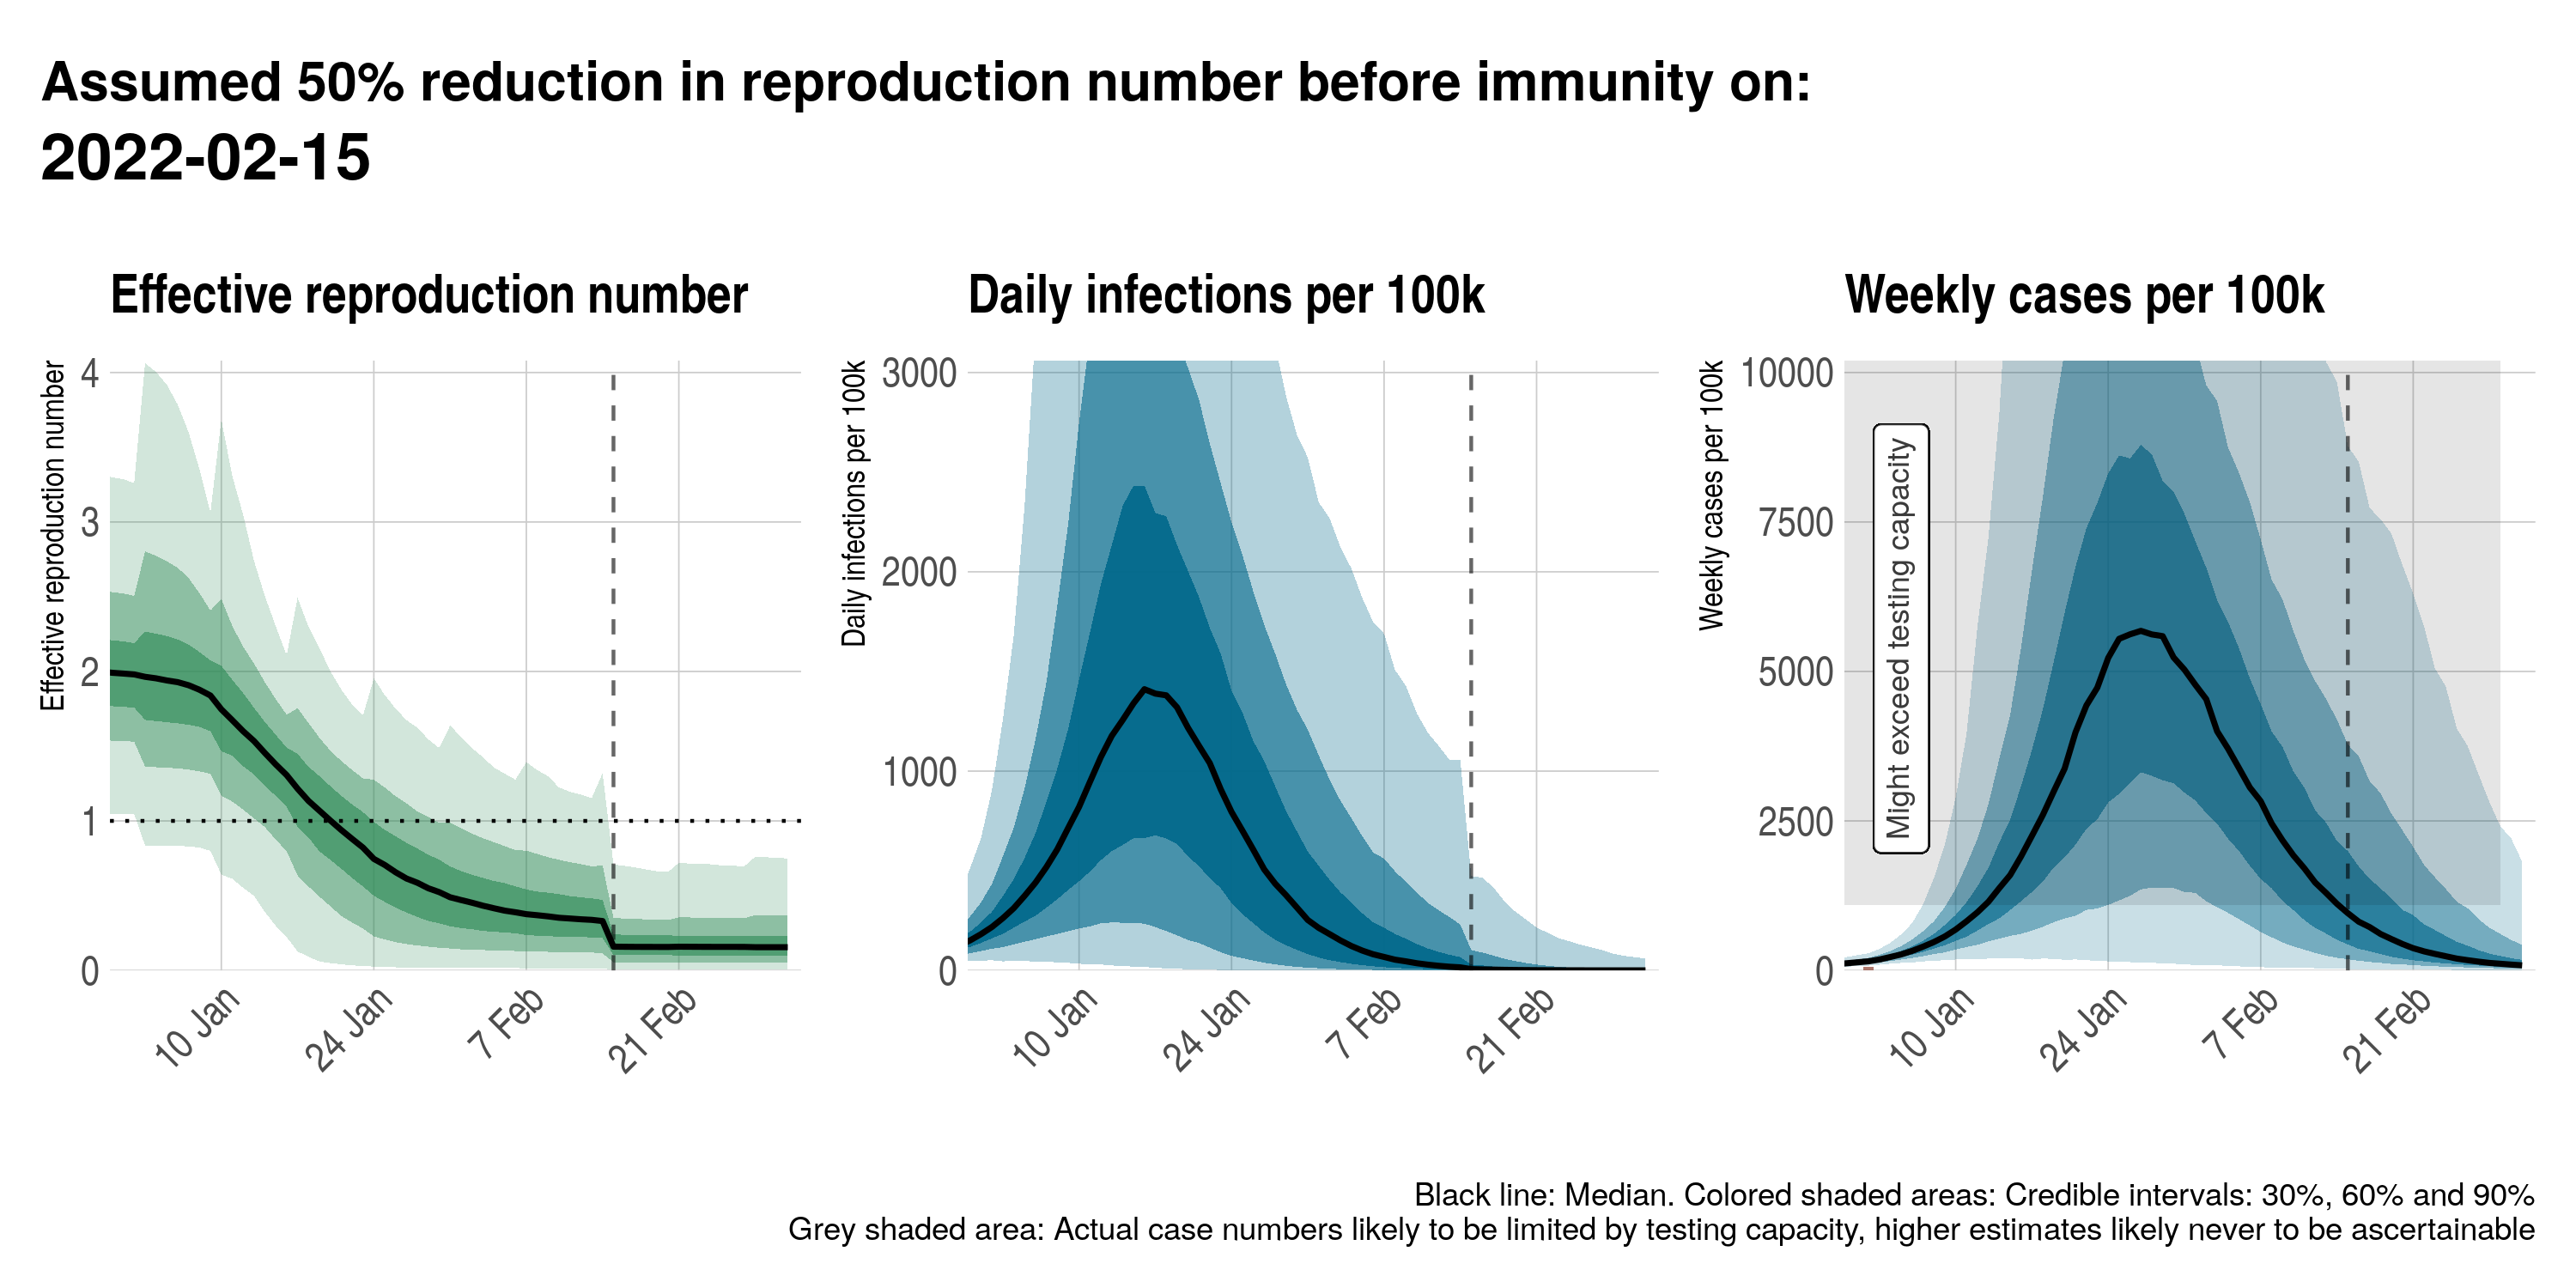 Assumed 50% reduction in reproduction number before immunity on:
2022-02-15
Effective reproduction number
Effective reproduction number
4
3
2
1
0
10 Jan
24 Jan
7 Feb
21 Feb
Daily infections per 100k
Daily infections per 100k
3000
2000
1000
0
10 Jan
24 Jan
7 Feb
21 Feb
Weekly cases per 100k
Weekly cases per 100k
10000
7500
5000
2500
0
Might exceed testing capacity
10 Jan
24 Jan
7 Feb
21 Feb
Black line: Median. Colored shaded areas: Credible intervals: 30%, 60% and 90%
Grey shaded area: Actual case numbers likely to be limited by testing capacity, higher estimates likely never to be ascertainable